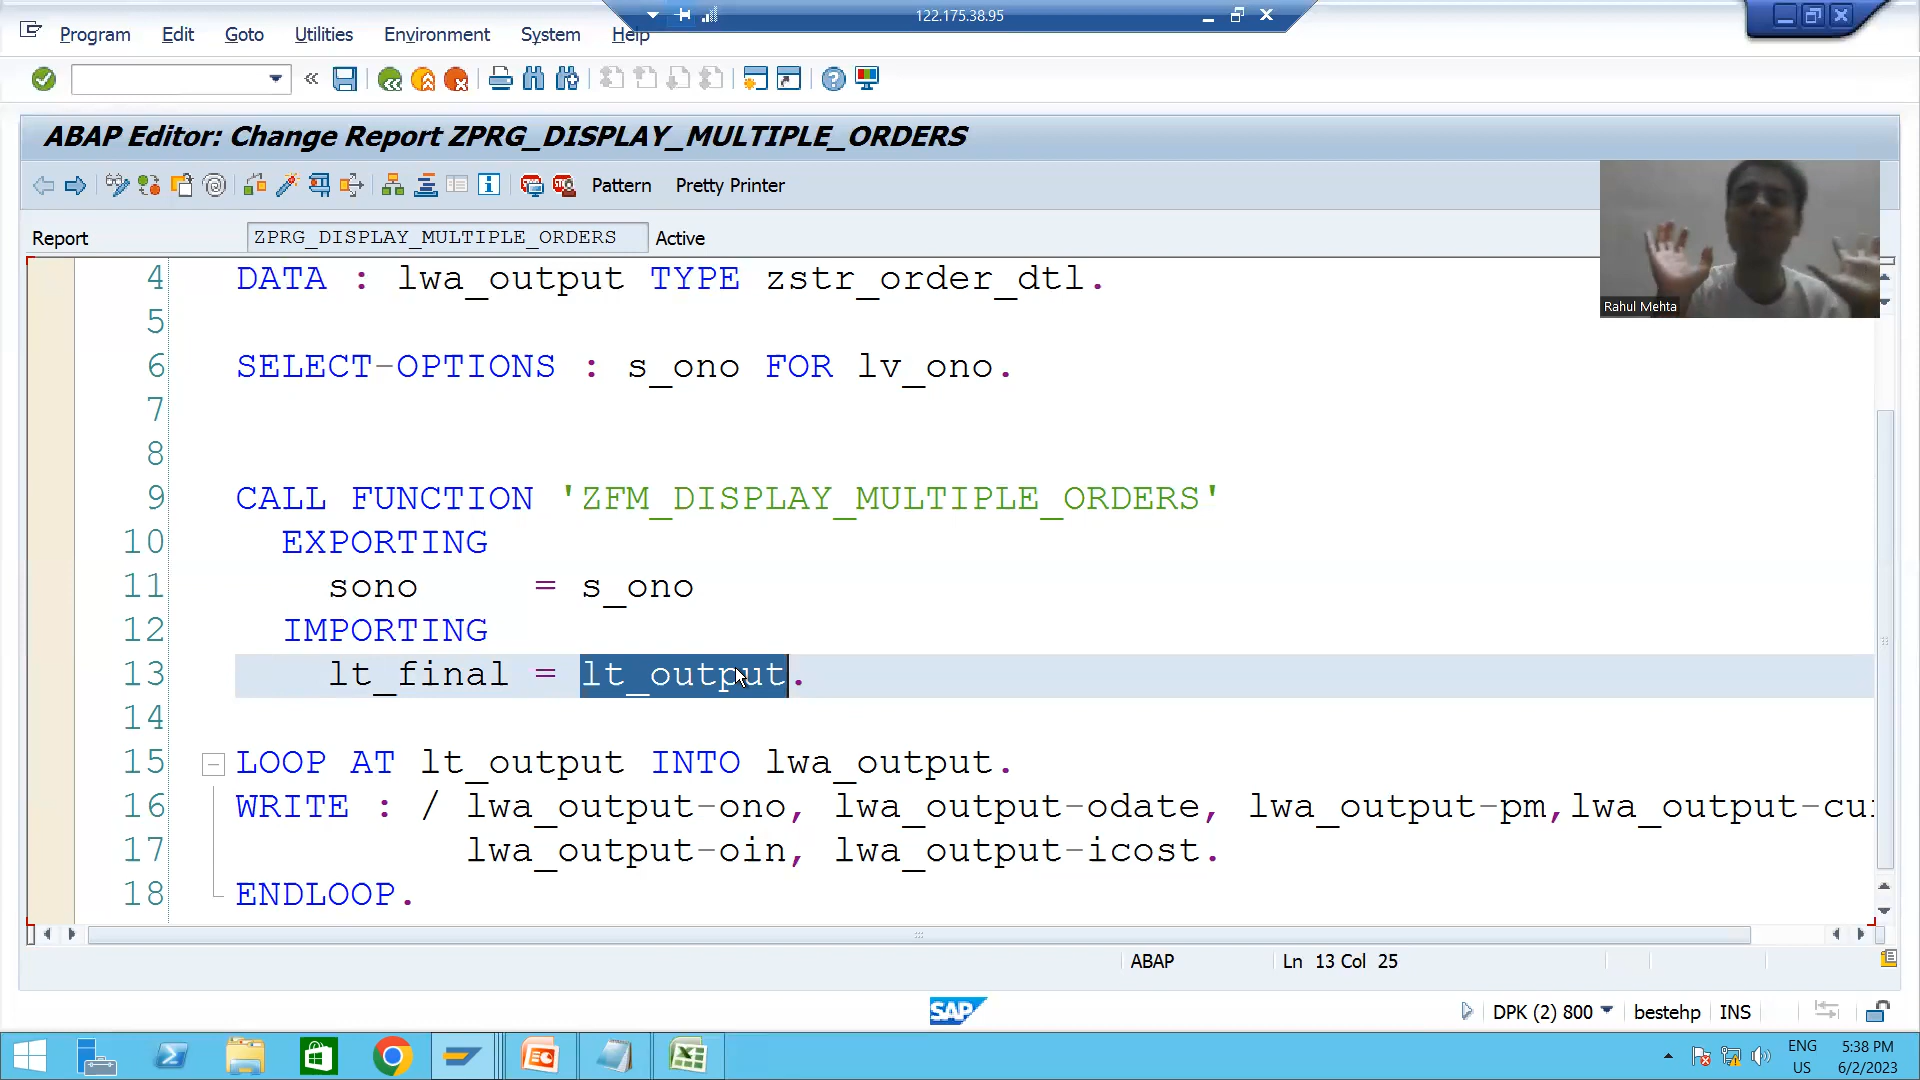 122.175.38.95
Program Edit Goto Utilities Environment System Help
ABAP Editor: Change Report ZPRG_DISPLAY_MULTIPLE_ORDERS
Pattern Pretty Printer
Report ZPRG_DISPLAY_MULTIPLE_ORDERS Active
Rahul Mehta
4 DATA : lwa_output TYPE zstr_order_dtl.
5
6 SELECT-OPTIONS : s_ono FOR lv_ono.
7
8
9 CALL FUNCTION 'ZFM_DISPLAY_MULTIPLE_ORDERS'
10 EXPORTING
11 sono = s_ono
12 IMPORTING
13 lt_final = lt_output.
14
15 LOOP AT lt_output INTO lwa_output.
16 WRITE : / lwa_output-ono, lwa_output-odate, lwa_output-pm,lwa_output-cu
17 lwa_output-oin, lwa_output-icost.
18 ENDLOOP.
ABAP Ln 13 Col 25
SAP DPK (2) 800 bestehp INS
ENG 5:38 PM
US 6/2/2023